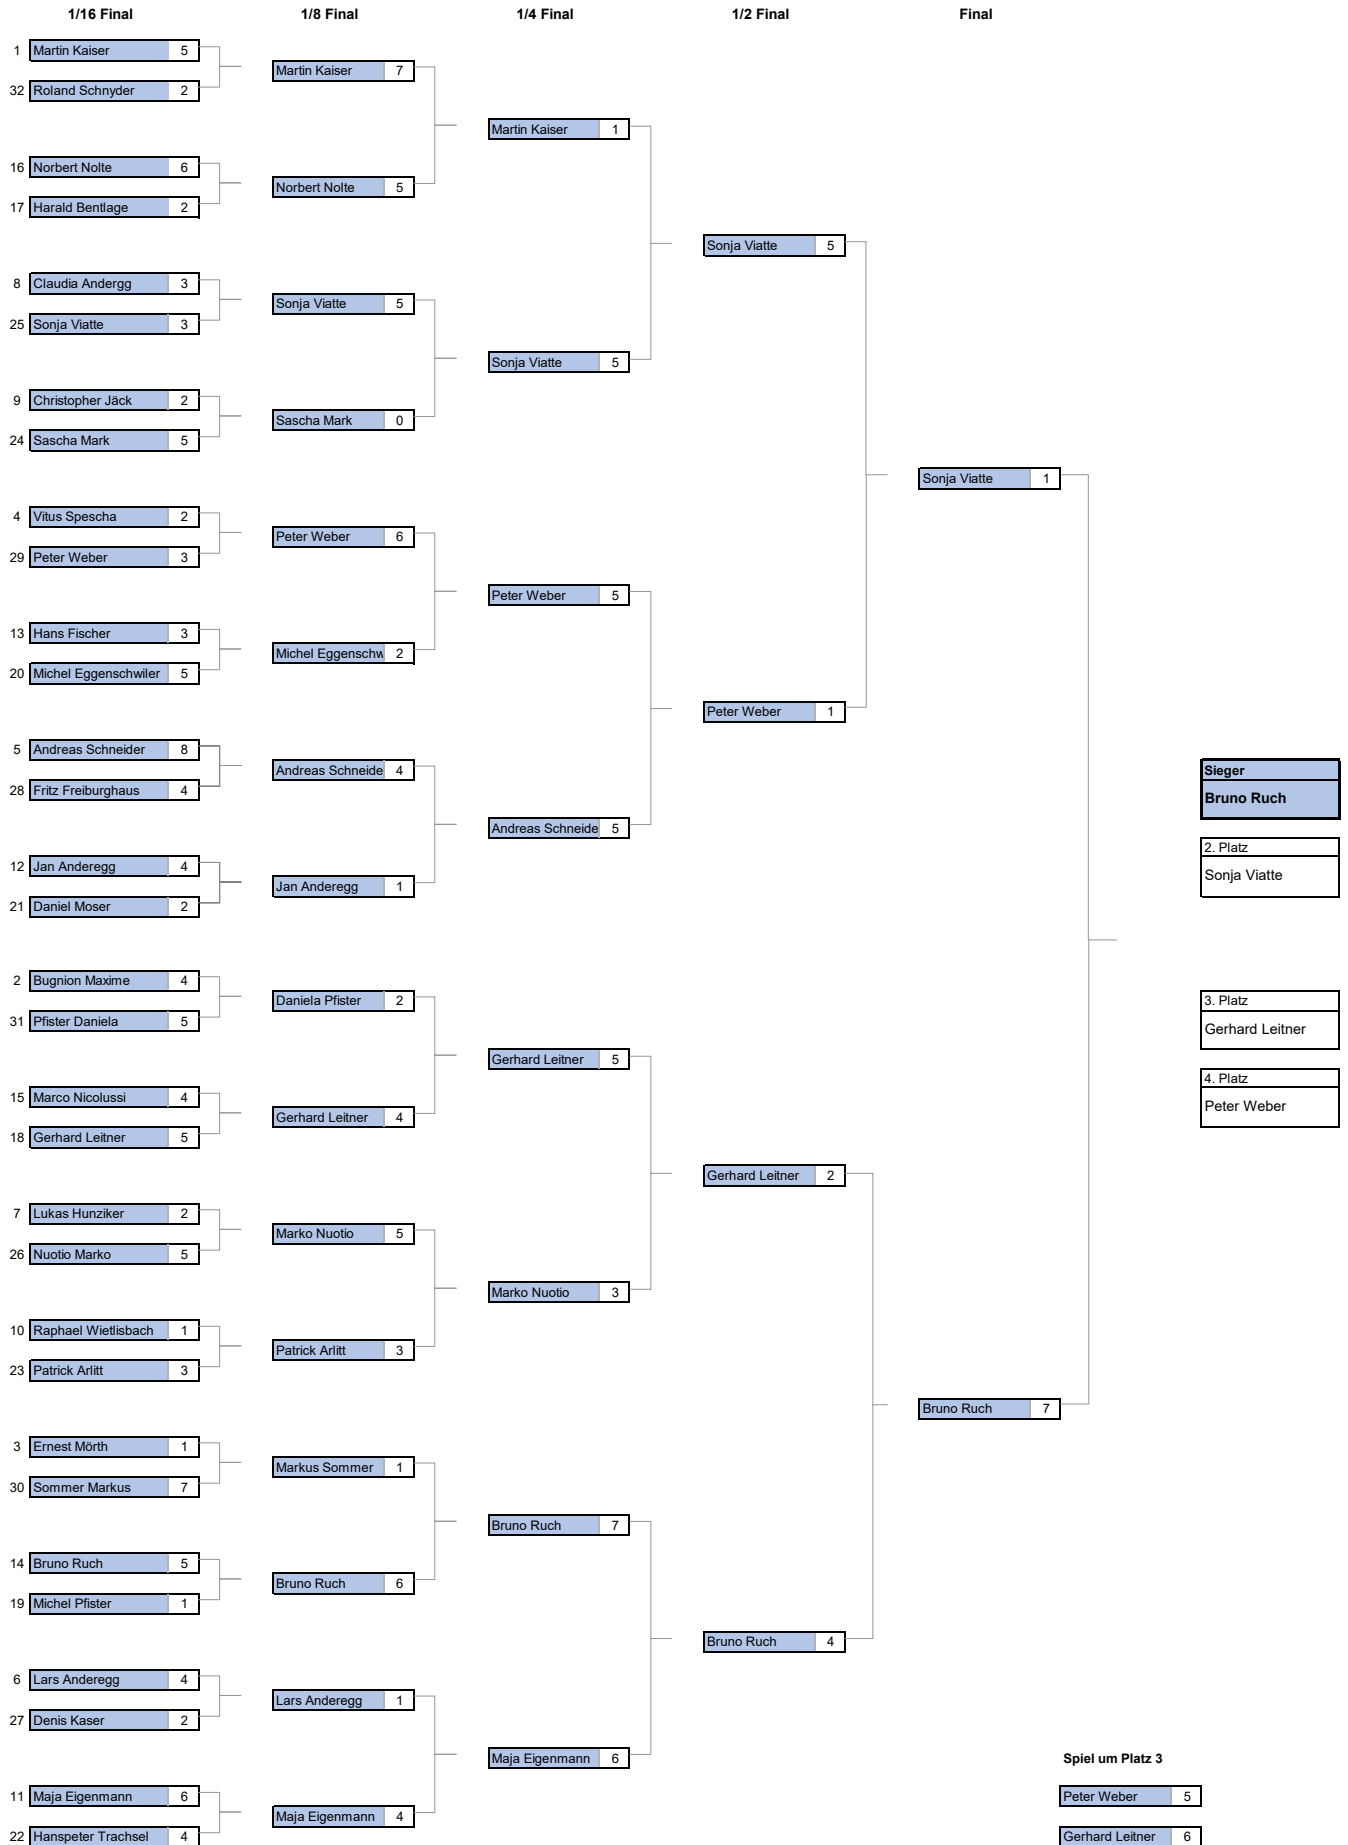 1/16 Final 1/8 Final 1/4 Final 1/2 Final Final
1 Martin Kaiser 5
32 Roland Schnyder 2
16 Norbert Nolte 6
17 Harald Bentlage 2
8 Claudia Andergg 3
25 Sonja Viatte 3
9 Christopher Jäck 2
24 Sascha Mark 5
4 Vitus Spescha 2
29 Peter Weber 3
13 Hans Fischer 3
20 Michel Eggenschwiler 5
5 Andreas Schneider 8
28 Fritz Freiburghaus 4
12 Jan Anderegg 4
21 Daniel Moser 2
2 Bugnion Maxime 4
31 Pfister Daniela 5
15 Marco Nicolussi 4
18 Gerhard Leitner 5
7 Lukas Hunziker 2
26 Nuotio Marko 5
10 Raphael Wietlisbach 1
23 Patrick Arlitt 3
3 Ernest Mörth 1
30 Sommer Markus 7
14 Bruno Ruch 5
19 Michel Pfister 1
6 Lars Anderegg 4
27 Denis Kaser 2
11 Maja Eigenmann 6
22 Hanspeter Trachsel 4
Martin Kaiser 7
Norbert Nolte 5
Sonja Viatte 5
Sascha Mark 0
Peter Weber 6
Michel Eggenschw 2
Andreas Schneide 4
Jan Anderegg 1
Daniela Pfister 2
Gerhard Leitner 4
Marko Nuotio 5
Patrick Arlitt 3
Markus Sommer 1
Bruno Ruch 6
Lars Anderegg 1
Maja Eigenmann 4
Martin Kaiser 1
Sonja Viatte 5
Peter Weber 5
Andreas Schneide 5
Gerhard Leitner 5
Marko Nuotio 3
Bruno Ruch 7
Maja Eigenmann 6
Sonja Viatte 5
Peter Weber 1
Gerhard Leitner 2
Bruno Ruch 4
Sonja Viatte 1
Bruno Ruch 7
Sieger
Bruno Ruch
2. Platz
Sonja Viatte
3. Platz
Gerhard Leitner
4. Platz
Peter Weber
Spiel um Platz 3
Peter Weber 5
Gerhard Leitner 6